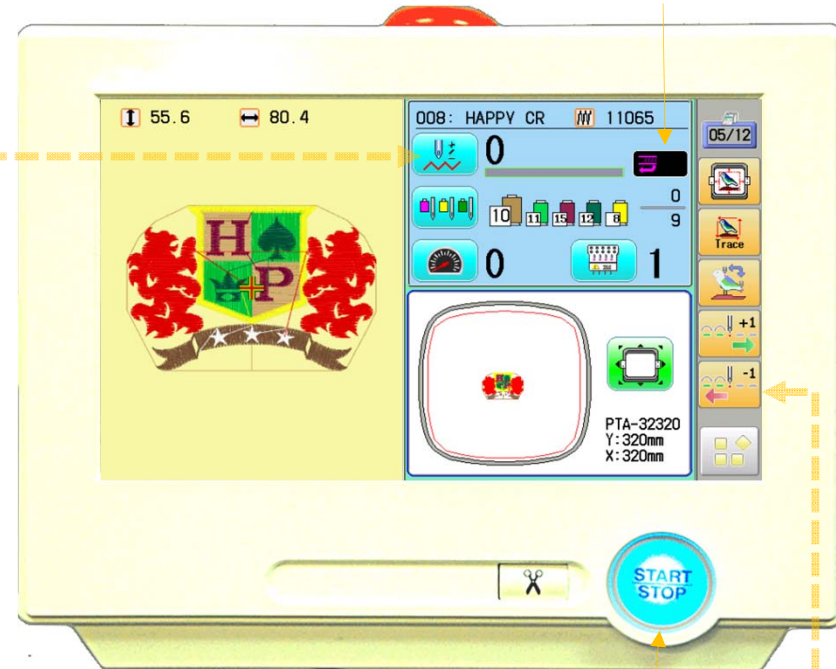 55.6 80.4
008: HAPPY CR 11065
0
10 11 15 12 8
0
9
0 1
PTA-32320
Y:320mm
X:320mm
H
P
05/12
Trace
+1
-1
START
STOP